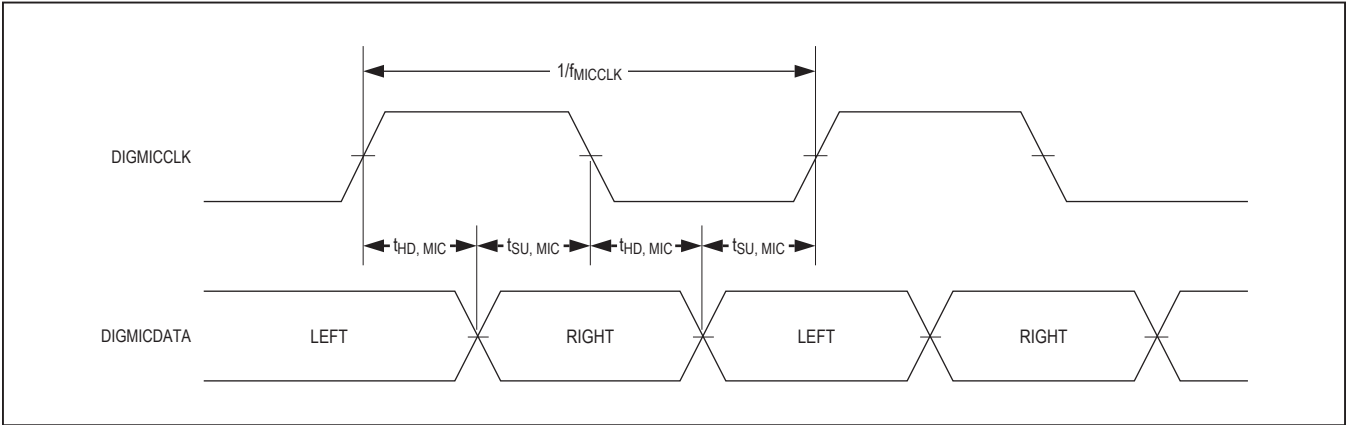 1/fMICCLK
DIGMICCLK
tHD, MIC tSU, MIC tHD, MIC tSU, MIC
DIGMICDATA LEFT RIGHT LEFT RIGHT